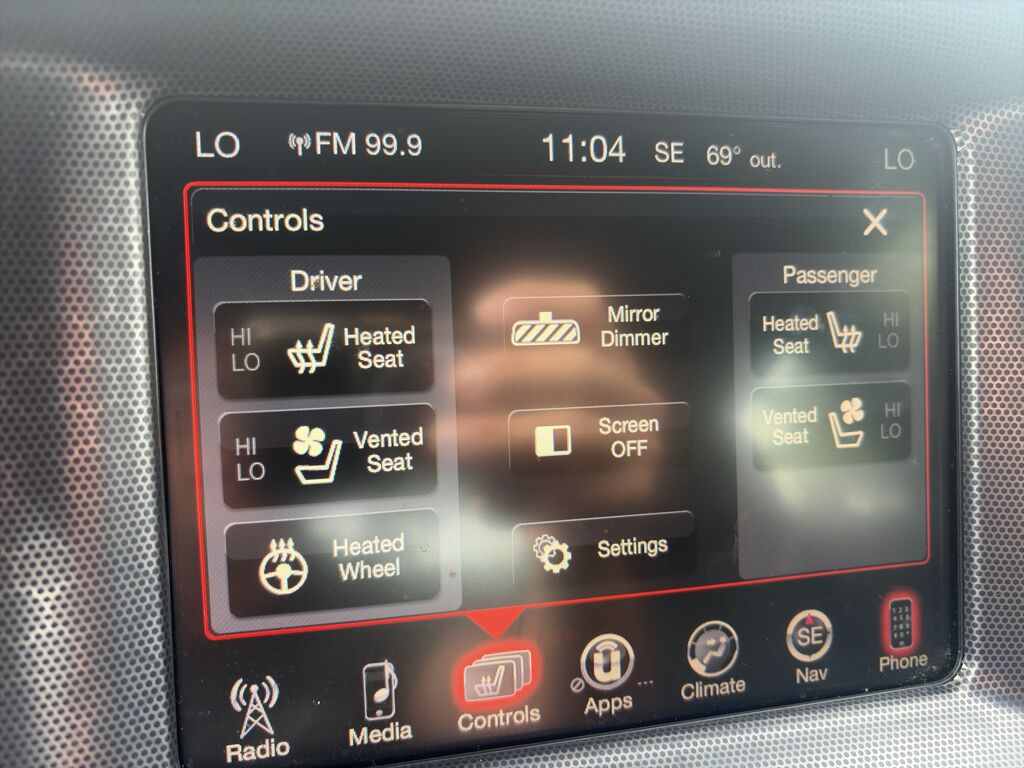 LO FM 99.9 11:04 SE 69° out. LO
Controls X
Driver
HI
LO
Heated
Seat
HI
LO
Vented
Seat
Heated
Wheel
Mirror
Dimmer
Screen
OFF
Settings
Passenger
Heated
Seat
HI
LO
Vented
Seat
HI
LO
Radio
Media
Controls
Apps
Climate
SE
Nav
Phone